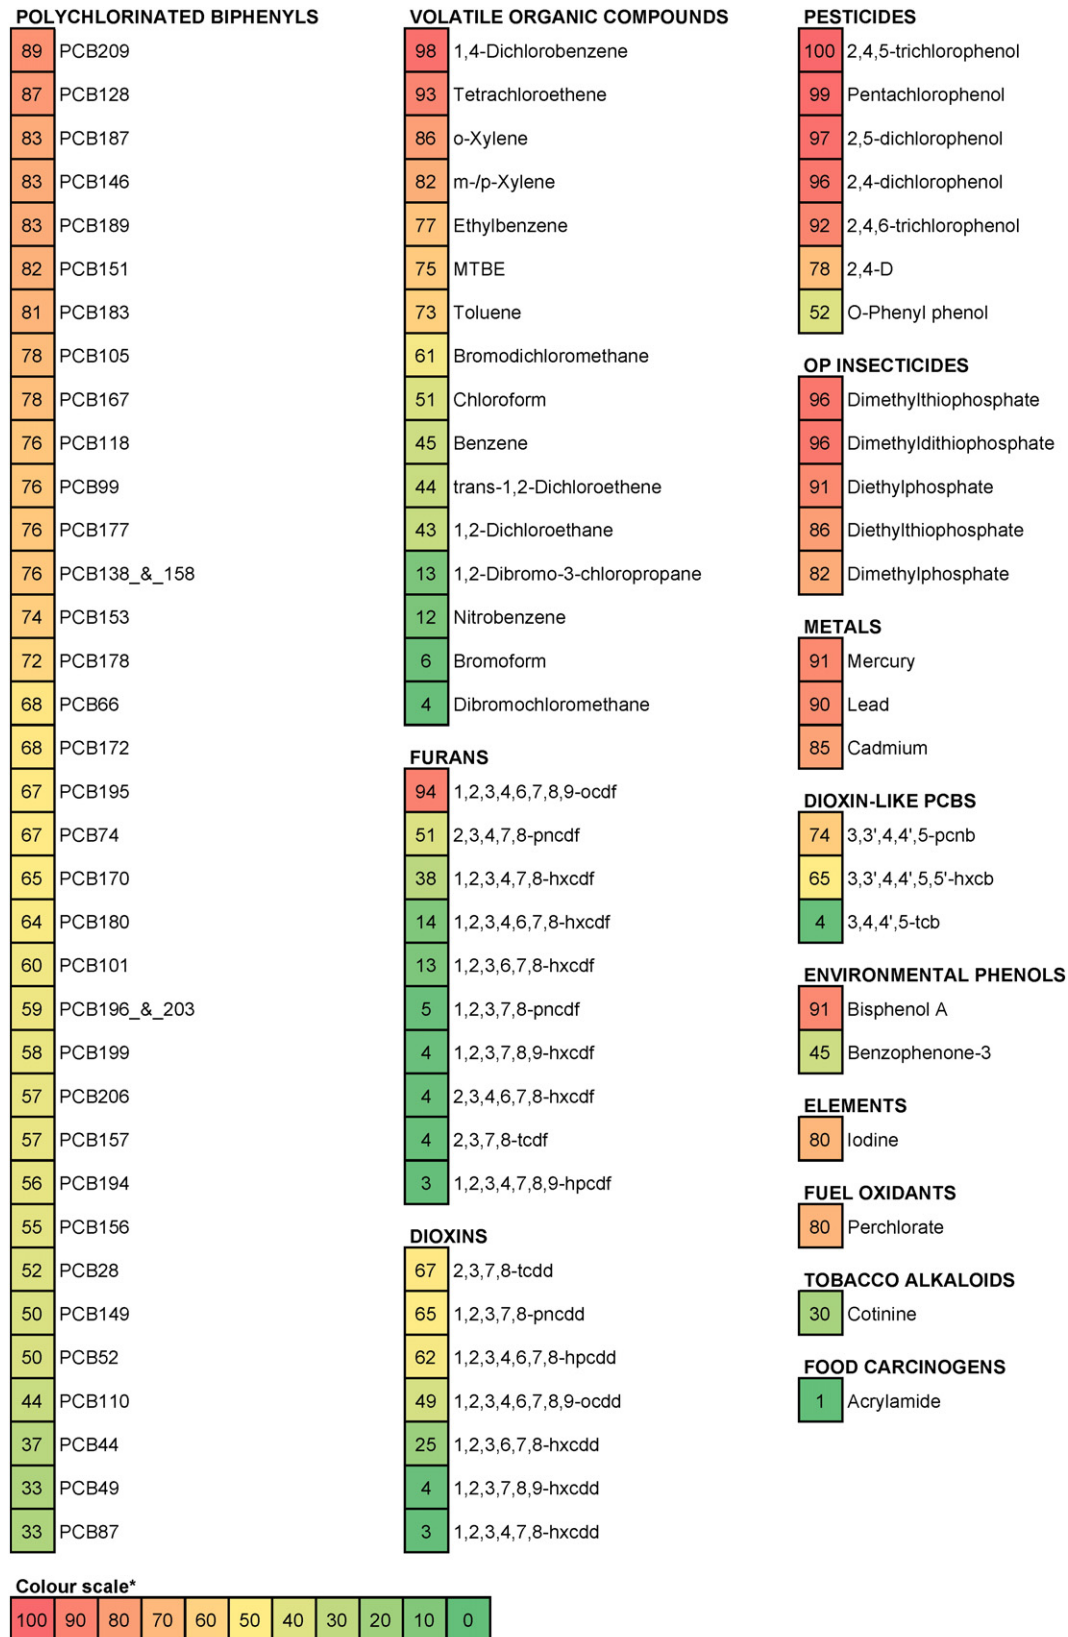 POLYCHLORINATED BIPHENYLS
89 PCB209
87 PCB128
83 PCB187
83 PCB146
83 PCB189
82 PCB151
81 PCB183
78 PCB105
78 PCB167
76 PCB118
76 PCB99
76 PCB177
76 PCB138_&_158
74 PCB153
72 PCB178
68 PCB66
68 PCB172
67 PCB195
67 PCB74
65 PCB170
64 PCB180
60 PCB101
59 PCB196_&_203
58 PCB199
57 PCB206
57 PCB157
56 PCB194
55 PCB156
52 PCB28
50 PCB149
50 PCB52
44 PCB110
37 PCB44
33 PCB49
33 PCB87
VOLATILE ORGANIC COMPOUNDS
98 1,4-Dichlorobenzene
93 Tetrachloroethene
86 o-Xylene
82 m-/p-Xylene
77 Ethylbenzene
75 MTBE
73 Toluene
61 Bromodichloromethane
51 Chloroform
45 Benzene
44 trans-1,2-Dichloroethene
43 1,2-Dichloroethane
13 1,2-Dibromo-3-chloropropane
12 Nitrobenzene
6 Bromoform
4 Dibromochloromethane
FURANS
94 1,2,3,4,6,7,8,9-ocdf
51 2,3,4,7,8-pncdf
38 1,2,3,4,7,8-hxcdf
14 1,2,3,4,6,7,8-hxcdf
13 1,2,3,6,7,8-hxcdf
5 1,2,3,7,8-pncdf
4 1,2,3,7,8,9-hxcdf
4 2,3,4,6,7,8-hxcdf
4 2,3,7,8-tcdf
3 1,2,3,4,7,8,9-hpcdf
DIOXINS
67 2,3,7,8-tcdd
65 1,2,3,7,8-pncdd
62 1,2,3,4,6,7,8-hpcdd
49 1,2,3,4,6,7,8,9-ocdd
25 1,2,3,6,7,8-hxcdd
4 1,2,3,7,8,9-hxcdd
3 1,2,3,4,7,8-hxcdd
PESTICIDES
100 2,4,5-trichlorophenol
99 Pentachlorophenol
97 2,5-dichlorophenol
96 2,4-dichlorophenol
92 2,4,6-trichlorophenol
78 2,4-D
52 O-Phenyl phenol
OP INSECTICIDES
96 Dimethylthiophosphate
96 Dimethyldithiophosphate
91 Diethylphosphate
86 Diethylthiophosphate
82 Dimethylphosphate
METALS
91 Mercury
90 Lead
85 Cadmium
DIOXIN-LIKE PCBS
74 3,3',4,4',5-pcnb
65 3,3',4,4',5,5'-hxcb
4 3,4,4',5-tcb
ENVIRONMENTAL PHENOLS
91 Bisphenol A
45 Benzophenone-3
ELEMENTS
80 Iodine
FUEL OXIDANTS
80 Perchlorate
TOBACCO ALKALOIDS
30 Cotinine
FOOD CARCINOGENS
1 Acrylamide
Colour scale*
100 90 80 70 60 50 40 30 20 10 0